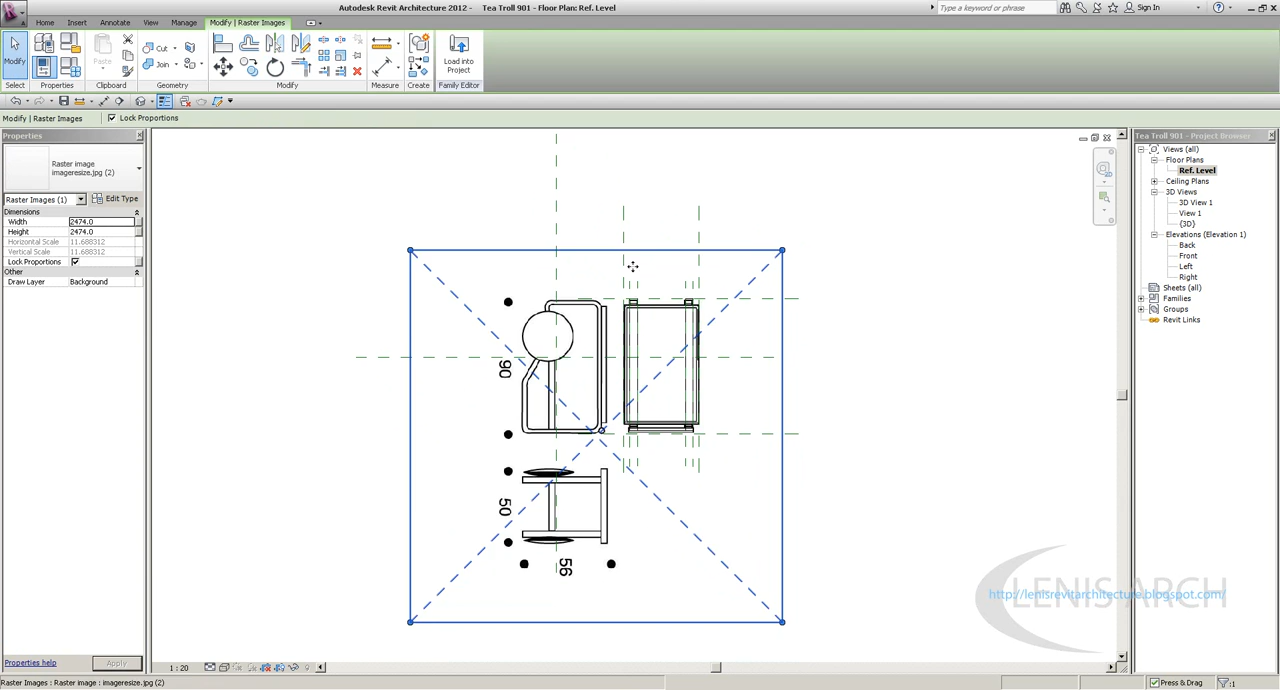 Autodesk Revit Architecture 2012 - Tea Troll 901 - Floor Plan: Ref. Level
Type a keyword or phrase
Sign In
Home
Insert
Annotate
View
Manage
Modify | Raster Images
Modify
Paste
Cut
Join
Load into
Project
Select
Properties
Clipboard
Geometry
Modify
Measure
Create
Family Editor
Modify | Raster Images
Lock Proportions
Properties
Raster image
imageresize.jpg (2)
Raster Images (1)
Edit Type
Dimensions
Width
2474.0
Height
2474.0
Horizontal Scale
11.688312
Vertical Scale
11.688312
Lock Proportions
Other
Draw Layer
Background
Properties help
Apply
90
50
56
Tea Troll 901 - Project Browser
Views (all)
Floor Plans
Ref. Level
Ceiling Plans
3D Views
3D View 1
View 1
{3D}
Elevations (Elevation 1)
Back
Front
Left
Right
Sheets (all)
Families
Groups
Revit Links
LENIS ARCH
http://lenisrevitarchitecture.blogspot.com/
1 : 20
Raster Images : Raster image : imageresize.jpg (2)
Press & Drag
:1